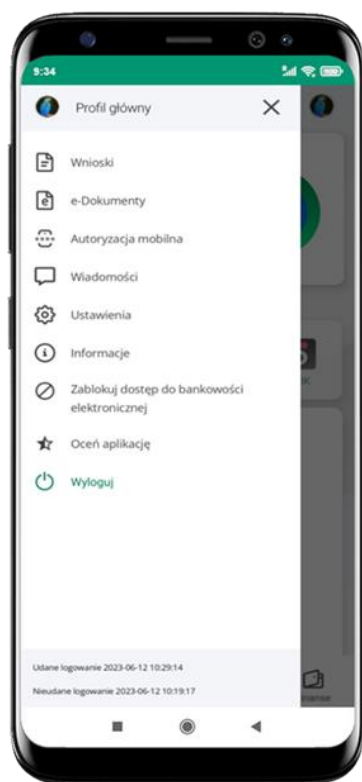 9:34
Profil główny
Wnioski
e-Dokumenty
Autoryzacja mobilna
Wiadomości
Ustawienia
Informacje
Zablokuj dostęp do bankowości
elektronicznej
Oceń aplikację
Wyloguj
Udane logowanie 2023-06-12 10:29:14
Nieudane logowanie 2023-06-12 10:19:17